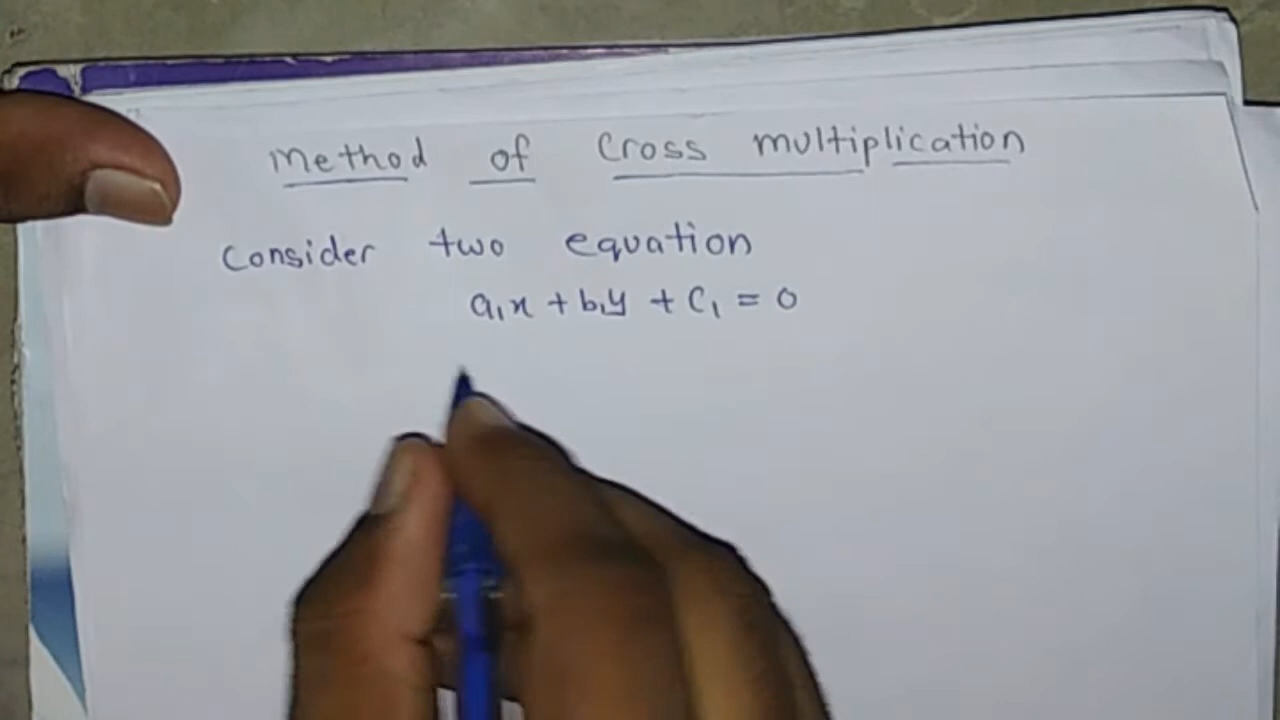 Method of Cross multiplication
Consider two equation
a₁x + b₁y + C₁ = 0